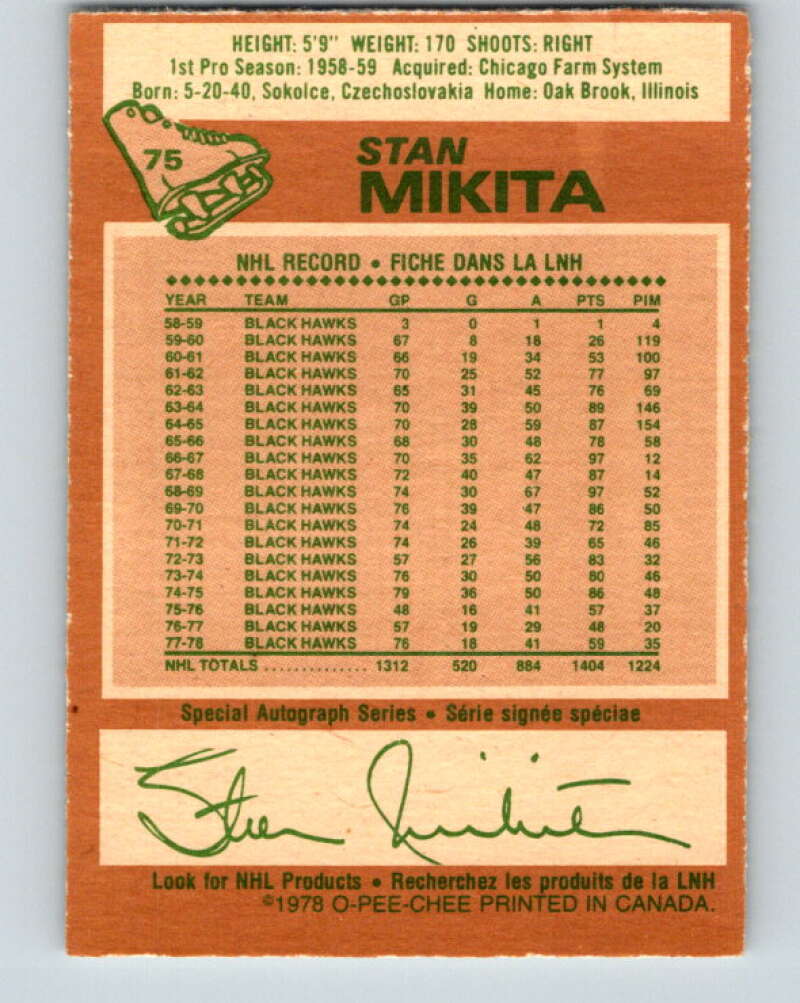 HEIGHT: 5'9" WEIGHT: 170 SHOOTS: RIGHT
1st Pro Season: 1958-59 Acquired: Chicago Farm System
Born: 5-20-40, Sokolce, Czechoslovakia Home: Oak Brook, Illinois
75
STAN
MIKITA
NHL RECORD • FICHE DANS LA LNH
YEAR TEAM GP G A PTS PIM
58-59 BLACK HAWKS 3 0 1 1 4
59-60 BLACK HAWKS 67 8 18 26 119
60-61 BLACK HAWKS 66 19 34 53 100
61-62 BLACK HAWKS 70 25 52 77 97
62-63 BLACK HAWKS 65 31 45 76 69
63-64 BLACK HAWKS 70 39 50 89 146
64-65 BLACK HAWKS 70 28 59 87 154
65-66 BLACK HAWKS 68 30 48 78 58
66-67 BLACK HAWKS 70 35 62 97 12
67-68 BLACK HAWKS 72 40 47 87 14
68-69 BLACK HAWKS 74 30 67 97 52
69-70 BLACK HAWKS 76 39 47 86 50
70-71 BLACK HAWKS 74 24 48 72 85
71-72 BLACK HAWKS 74 26 39 65 46
72-73 BLACK HAWKS 57 27 56 83 32
73-74 BLACK HAWKS 76 30 50 80 46
74-75 BLACK HAWKS 79 36 50 86 48
75-76 BLACK HAWKS 48 16 41 57 37
76-77 BLACK HAWKS 57 19 29 48 20
77-78 BLACK HAWKS 76 18 41 59 35
NHL TOTALS .............. 1312 520 884 1404 1224
Special Autograph Series • Série signée spéciae
Stan Mikita
Look for NHL Products • Recherchez les produits de la LNH
©1978 O-PEE-CHEE PRINTED IN CANADA.